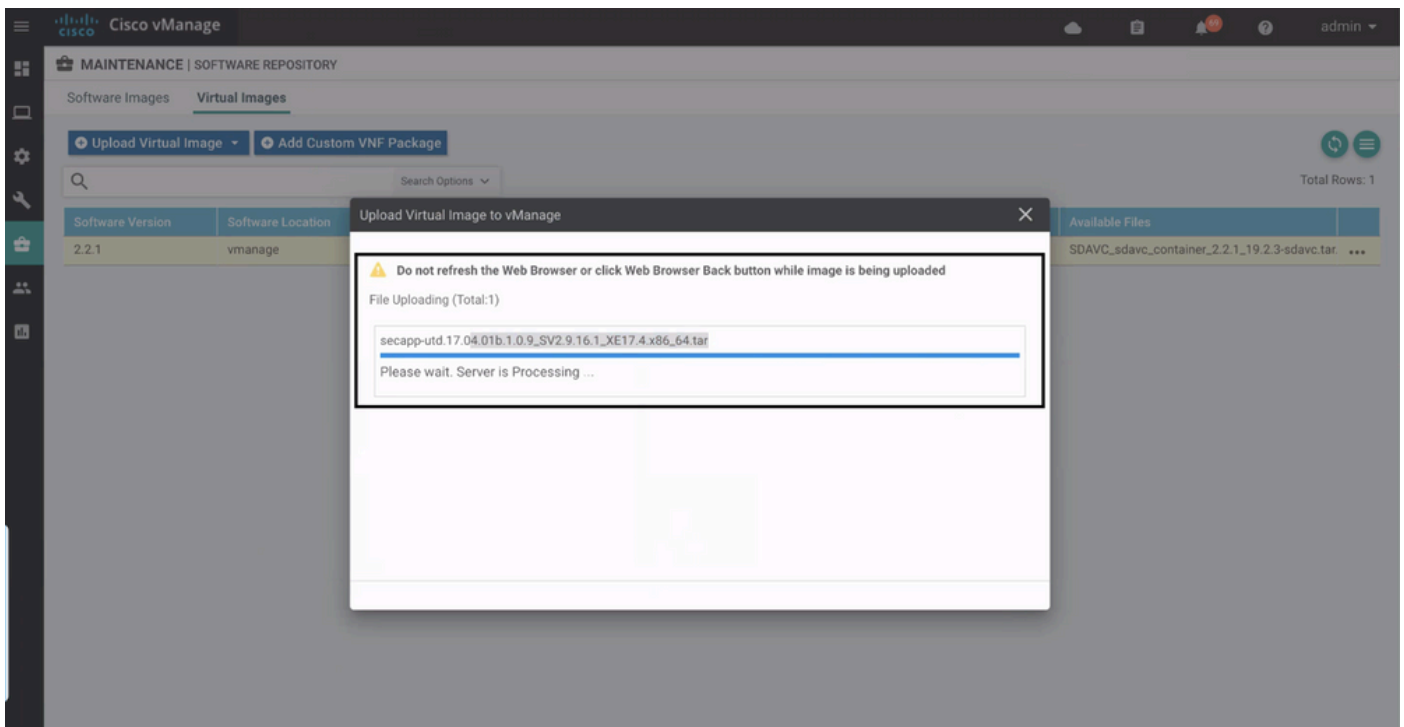 cisco Cisco vManage admin
MAINTENANCE | SOFTWARE REPOSITORY
Software Images Virtual Images
Upload Virtual Image Add Custom VNF Package
Search Options Total Rows: 1
Software Version Software Location Available Files
2.2.1 vmanage SDAVC_sdavc_container_2.2.1_19.2.3-sdavc.tar. ...
Upload Virtual Image to vManage
Do not refresh the Web Browser or click Web Browser Back button while image is being uploaded
File Uploading (Total:1)
secapp-utd.17.04.01b.1.0.9_SV2.9.16.1_XE17.4.x86_64.tar
Please wait. Server is Processing ...